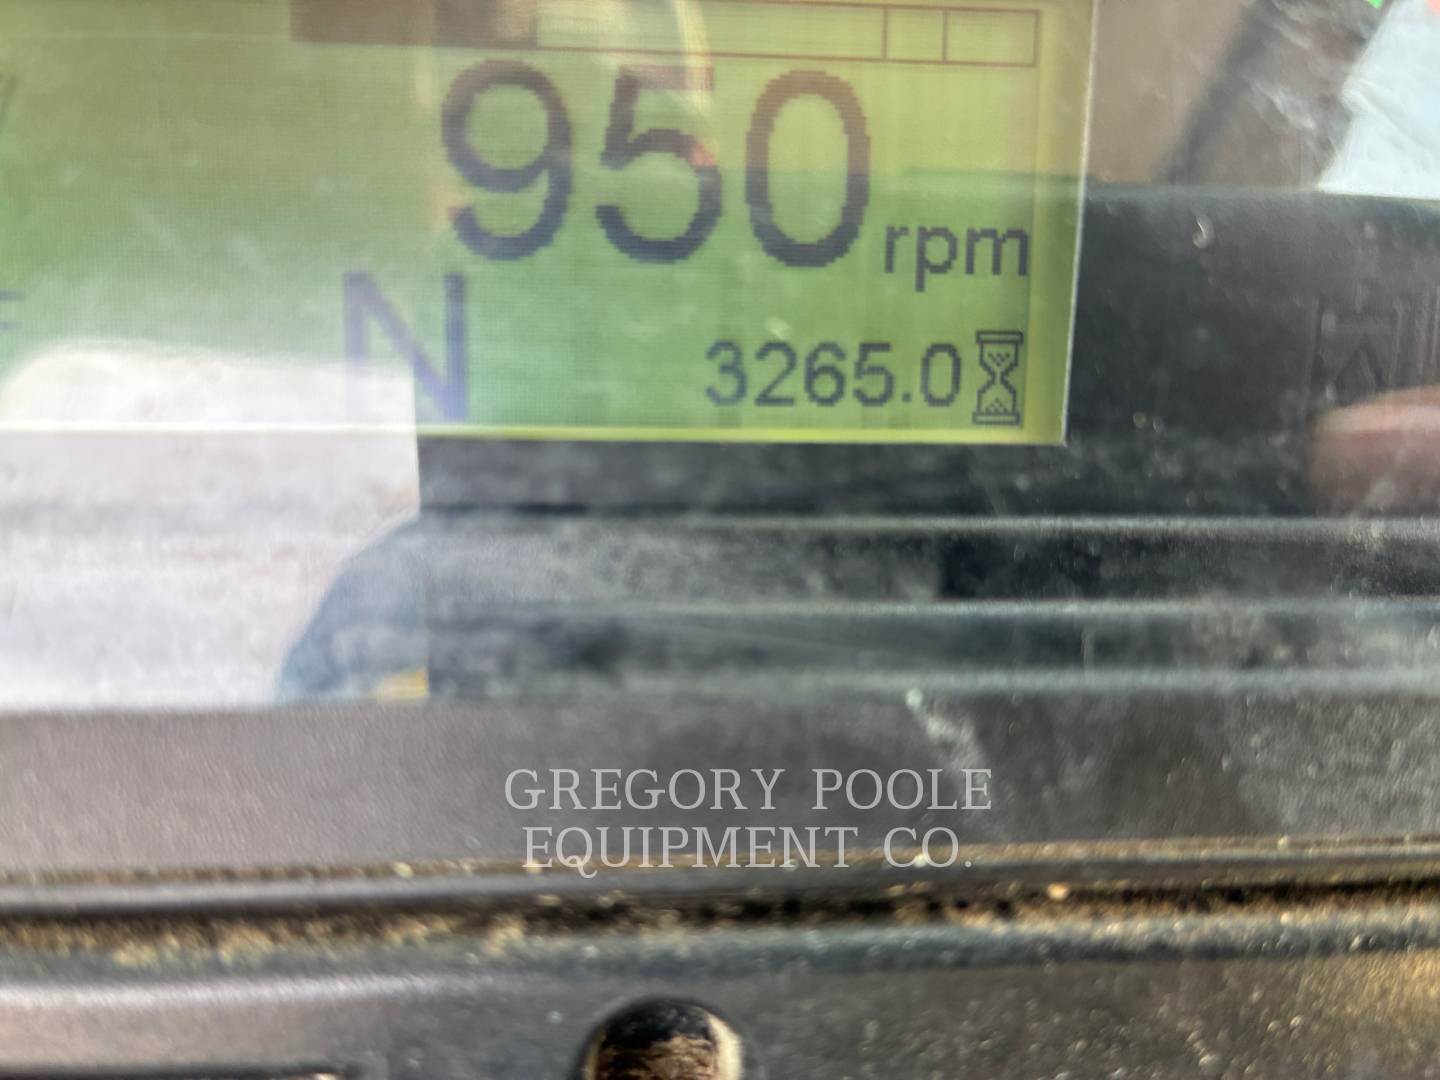 950 rpm
N 3265.0
GREGORY POOLE
EQUIPMENT CO.